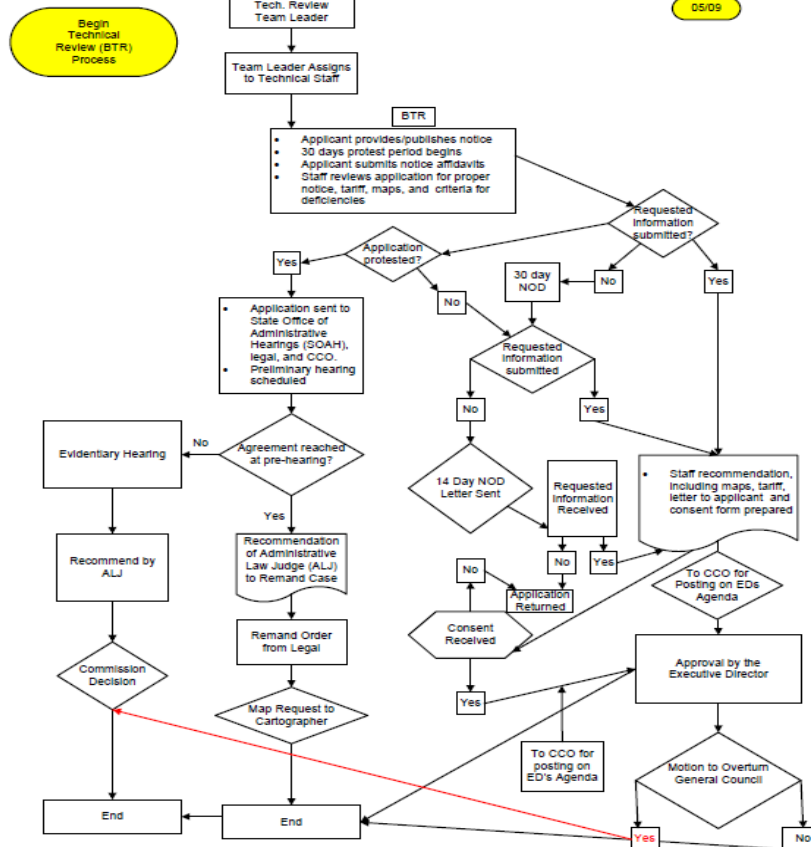 Tech. Review
Team Leader
05/09
Begin
Technical
Review (BTR)
Process
Team Leader Assigns
to Technical Staff
BTR
• Applicant provides/publishes notice
• 30 days protest period begins
• Applicant submits notice affidavits
• Staff reviews application for proper
notice, tariff, maps, and criteria for
deficiencies
Requested
Information
submitted?
Application
protested?
Yes
30 day
NOD
No
Yes
No
• Application sent to
State Office of
Administrative
Hearings (SOAH),
legal, and CCO.
• Preliminary hearing
scheduled
Requested
Information
submitted
No
Yes
Evidentiary Hearing
No
Agreement reached
at pre-hearing?
14 Day NOD
Letter Sent
Requested
Information
Received
• Staff recommendation,
including maps, tariff,
letter to applicant and
consent form prepared
Yes
Recommendation
of Administrative
Law Judge (ALJ)
to Remand Case
Recommend by
ALJ
No
No
Yes
To CCO for
Posting on EDs
Agenda
Application
Returned
Remand Order
from Legal
Consent
Received
Commission
Decision
Approval by the
Executive Director
Yes
Map Request to
Cartographer
To CCO for
posting on
ED's Agenda
Motion to Overturn
General Council
End
End
Yes
No